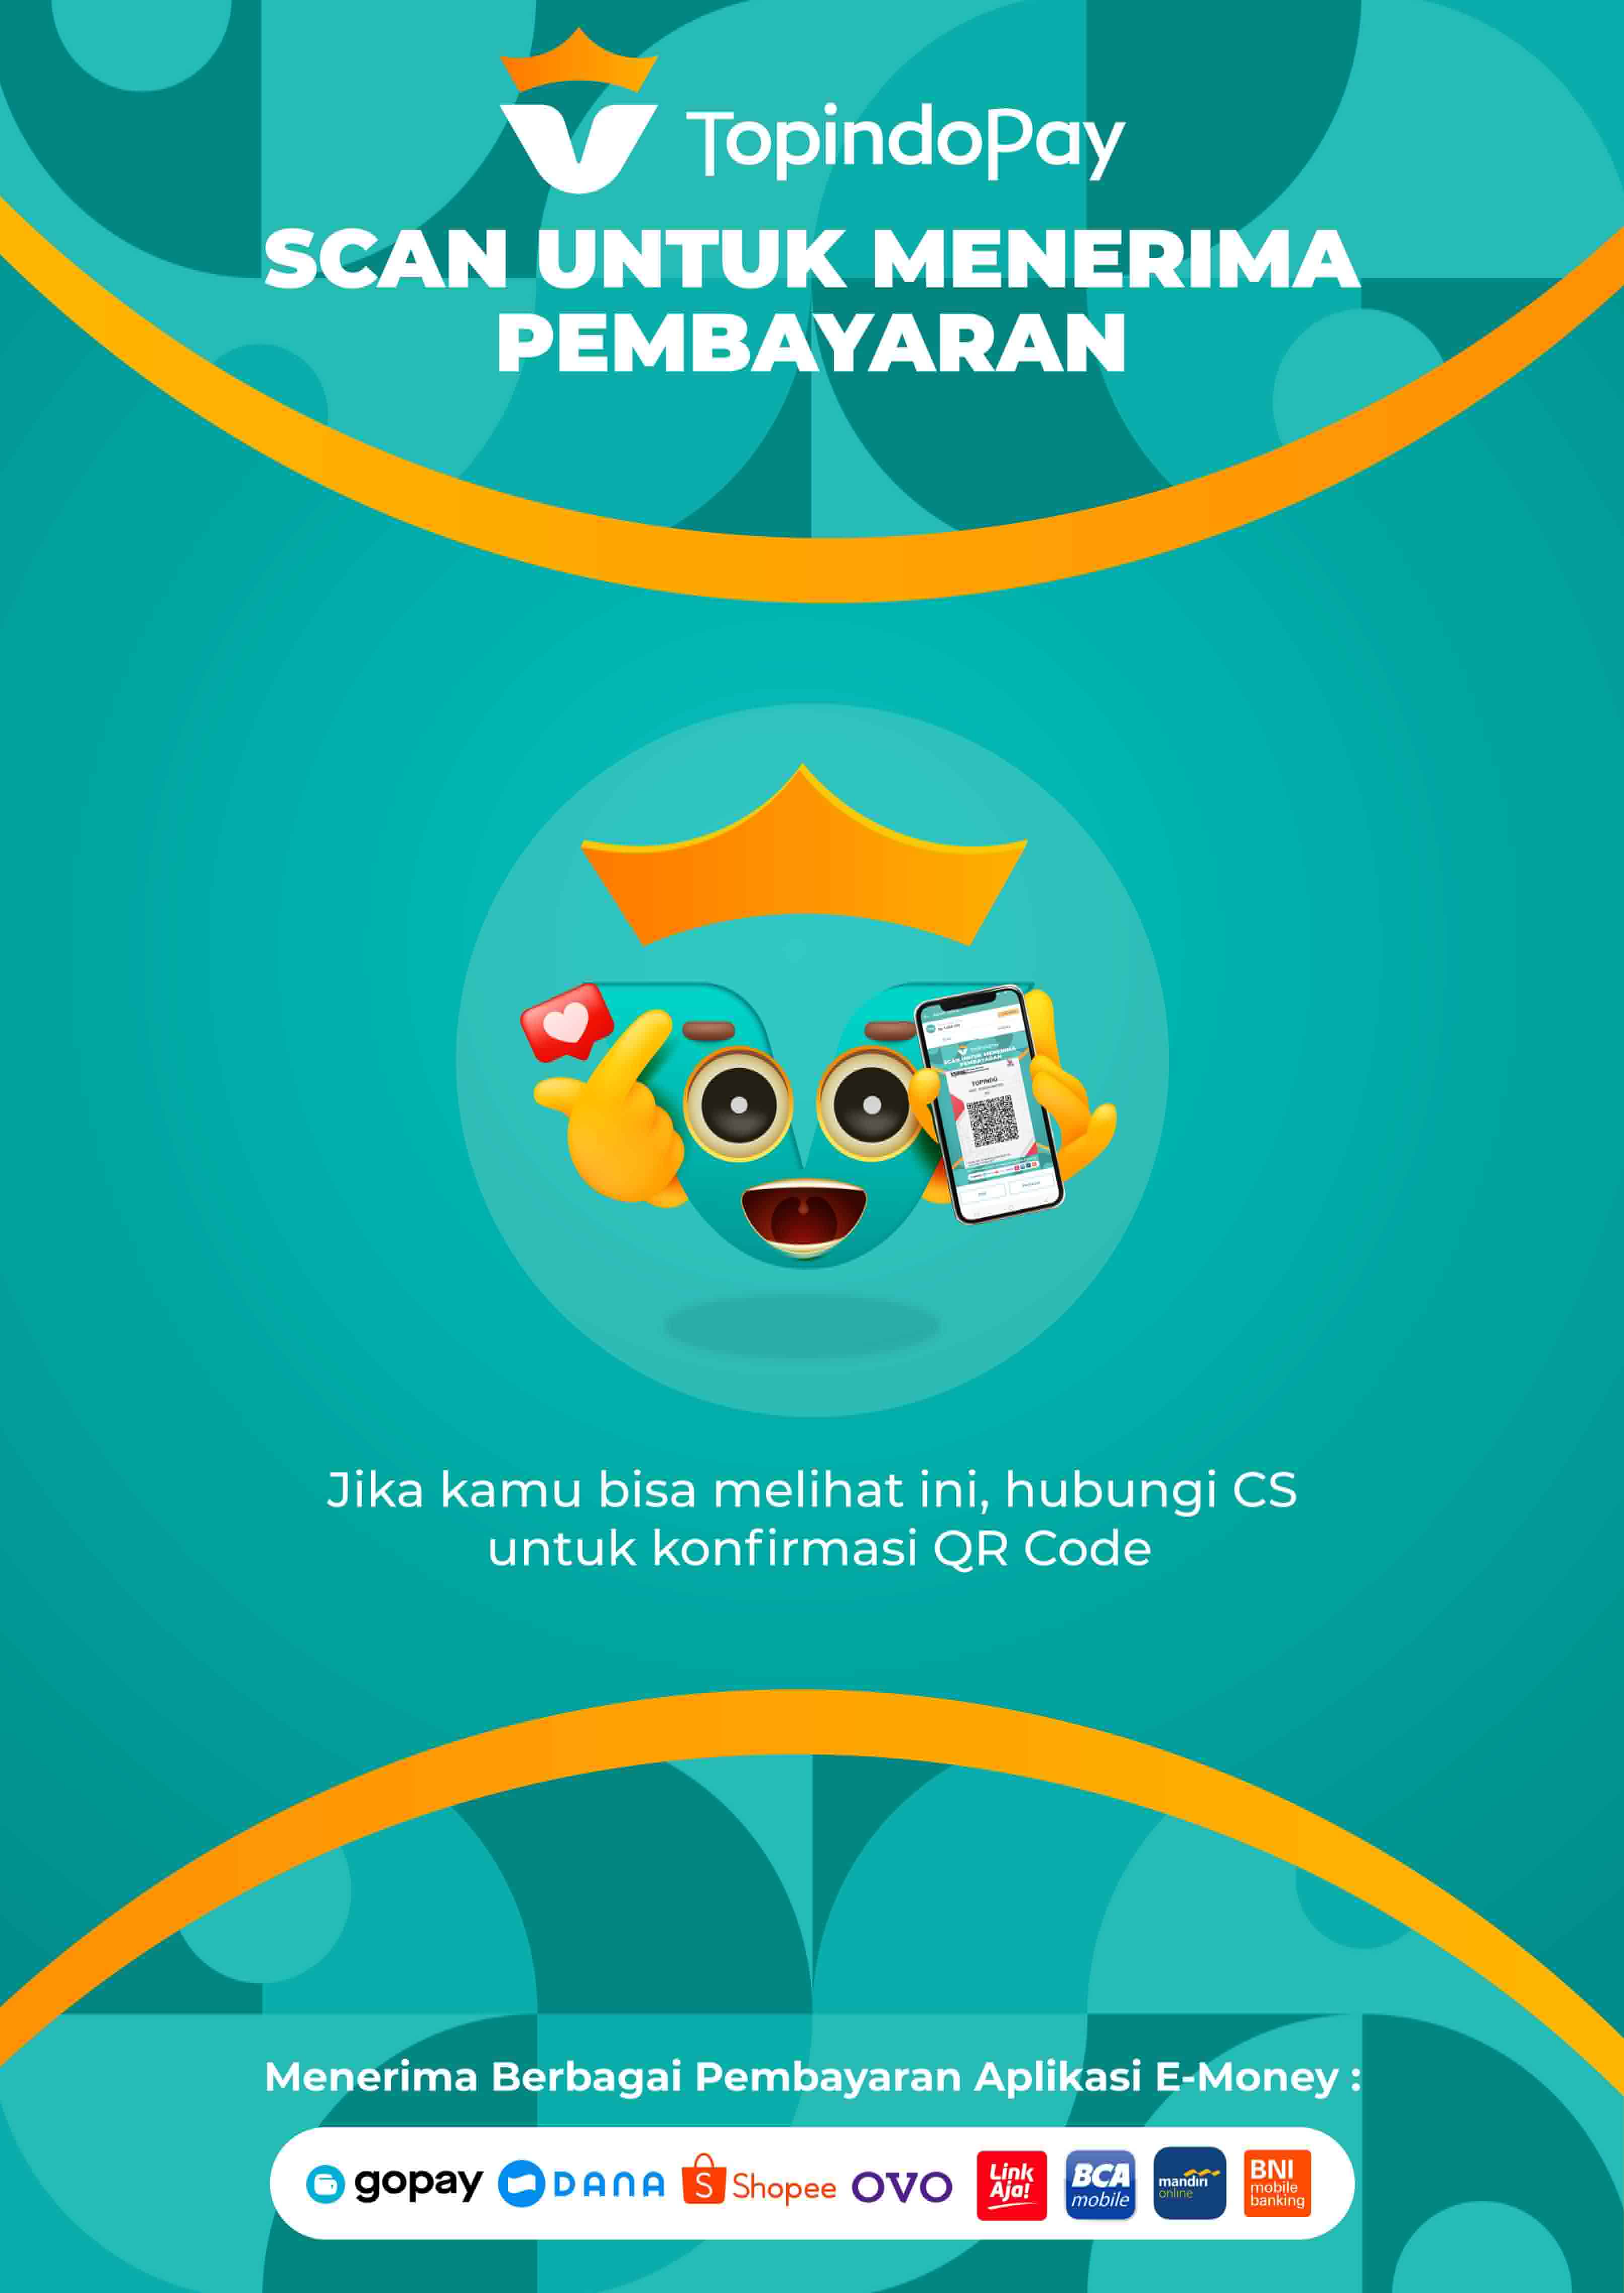 TopindoPay
SCAN UNTUK MENERIMA
PEMBAYARAN
TOPINDO
Jika kamu bisa melihat ini, hubungi CS
untuk konfirmasi QR Code
Menerima Berbagai Pembayaran Aplikasi E-Money :
gopay DANA S Shopee OVO Link Aja! BCA mobile mandiri online BNI mobile banking